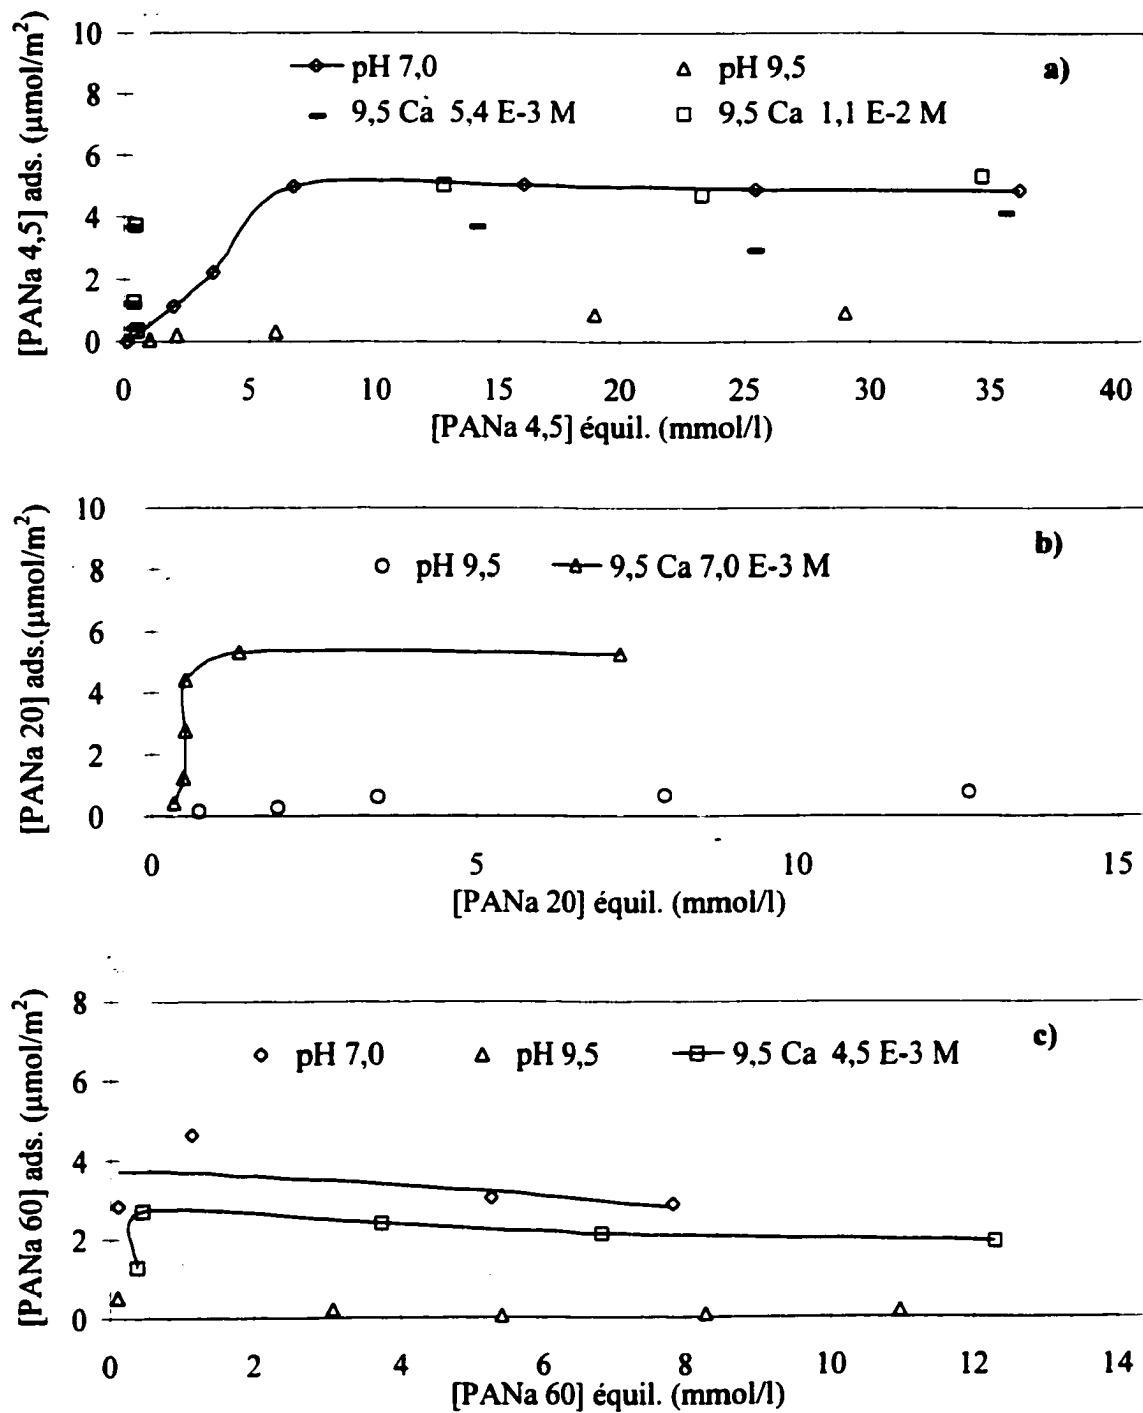 [PANa 4,5] ads. (µmol/m²)
10
8
6
4
2
0
pH 7,0
pH 9,5
a)
9,5 Ca 5,4 E-3 M
9,5 Ca 1,1 E-2 M
0 5 10 15 20 25 30 35 40
[PANa 4,5] équil. (mmol/l)
[PANa 20] ads.(µmol/m²)
10
8
6
4
2
0
b)
pH 9,5
9,5 Ca 7,0 E-3 M
0 5 10 15
[PANa 20] équil. (mmol/l)
[PANa 60] ads. (µmol/m²)
8
6
4
2
0
c)
pH 7,0
pH 9,5
9,5 Ca 4,5 E-3 M
0 2 4 6 8 10 12 14
[PANa 60] équil. (mmol/l)